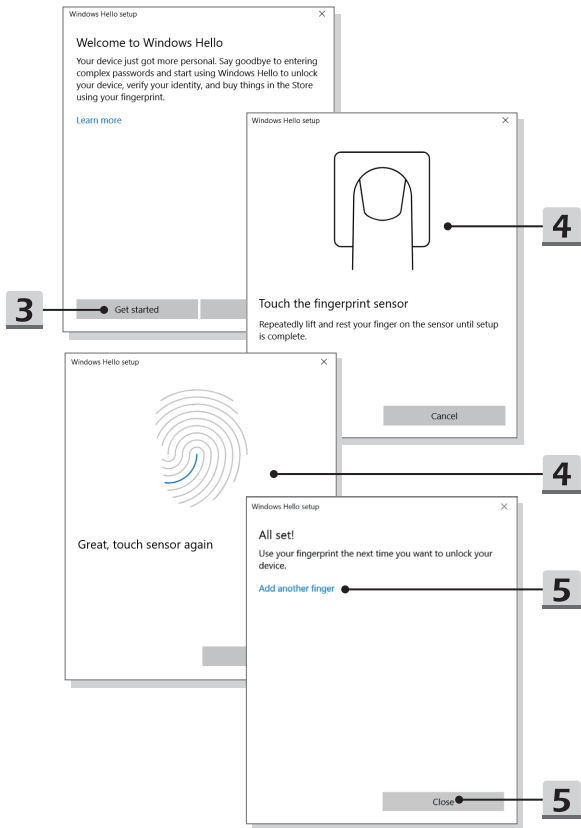 Windows Hello setup
Welcome to Windows Hello
Your device just got more personal. Say goodbye to entering
complex passwords and start using Windows Hello to unlock
your device, verify your identity, and buy things in the Store
using your fingerprint.
Learn more
3
Get started
Windows Hello setup
4
Touch the fingerprint sensor
Repeatedly lift and rest your finger on the sensor until setup
is complete.
Cancel
Windows Hello setup
4
Great, touch sensor again
Windows Hello setup
All set!
Use your fingerprint the next time you want to unlock your
device.
Add another finger
5
Close
5